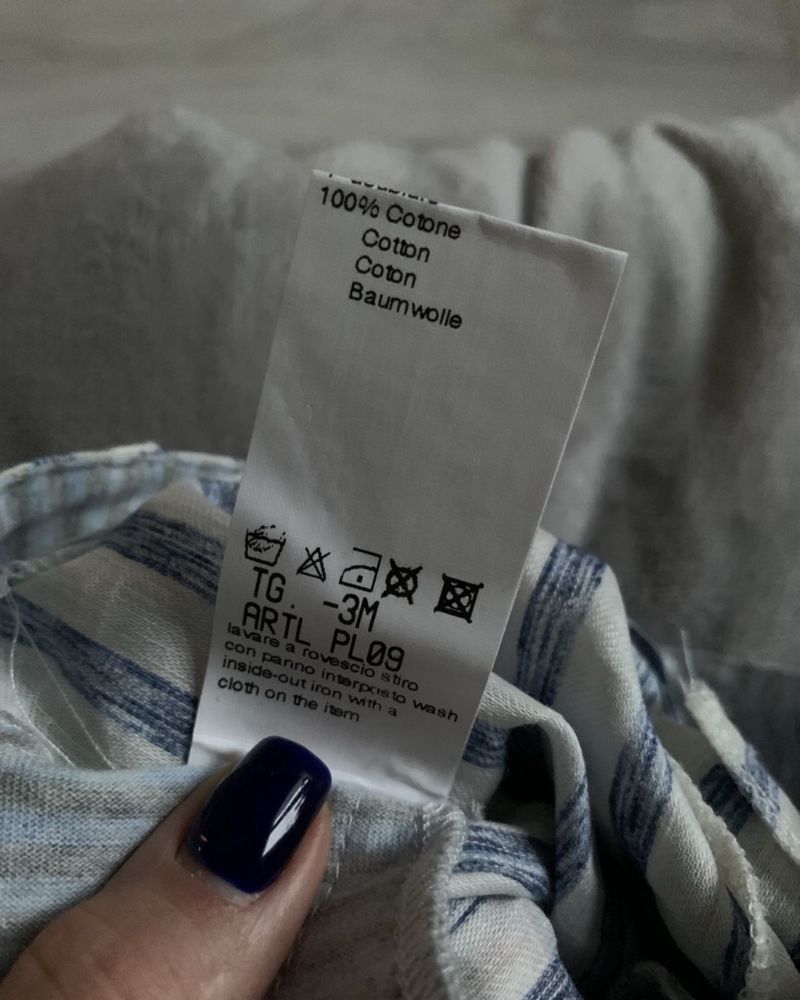 100% Cotone
Cotton
Coton
Baumwolle
TG. -3M
ARTL PL09
lavare a rovescio stiro
con panno interposto wash
inside-out iron with a
cloth on the item